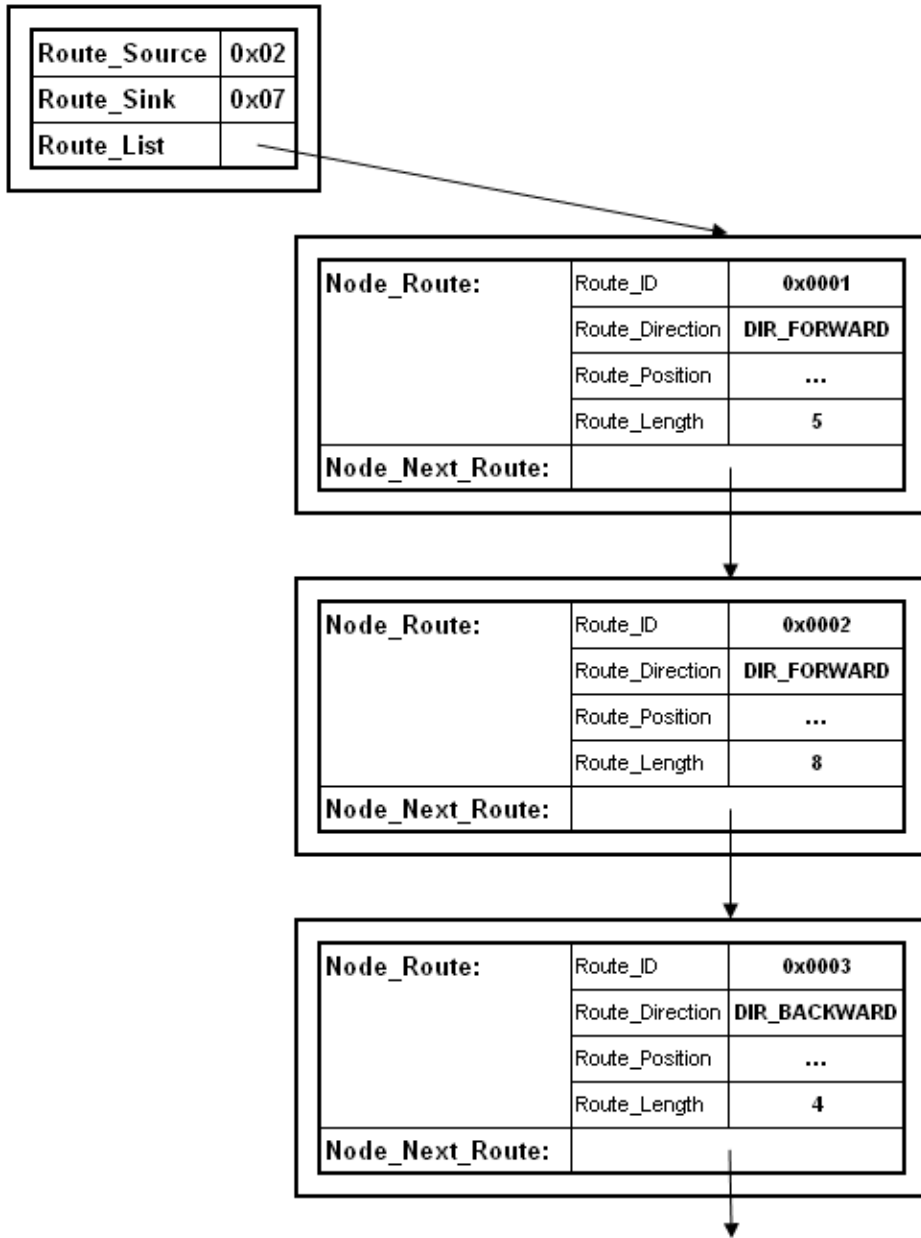 Route_Source 0x02
Route_Sink 0x07
Route_List
Node_Route: Route_ID 0x0001
Route_Direction DIR_FORWARD
Route_Position ...
Route_Length 5
Node_Next_Route:
Node_Route: Route_ID 0x0002
Route_Direction DIR_FORWARD
Route_Position ...
Route_Length 8
Node_Next_Route:
Node_Route: Route_ID 0x0003
Route_Direction DIR_BACKWARD
Route_Position ...
Route_Length 4
Node_Next_Route: